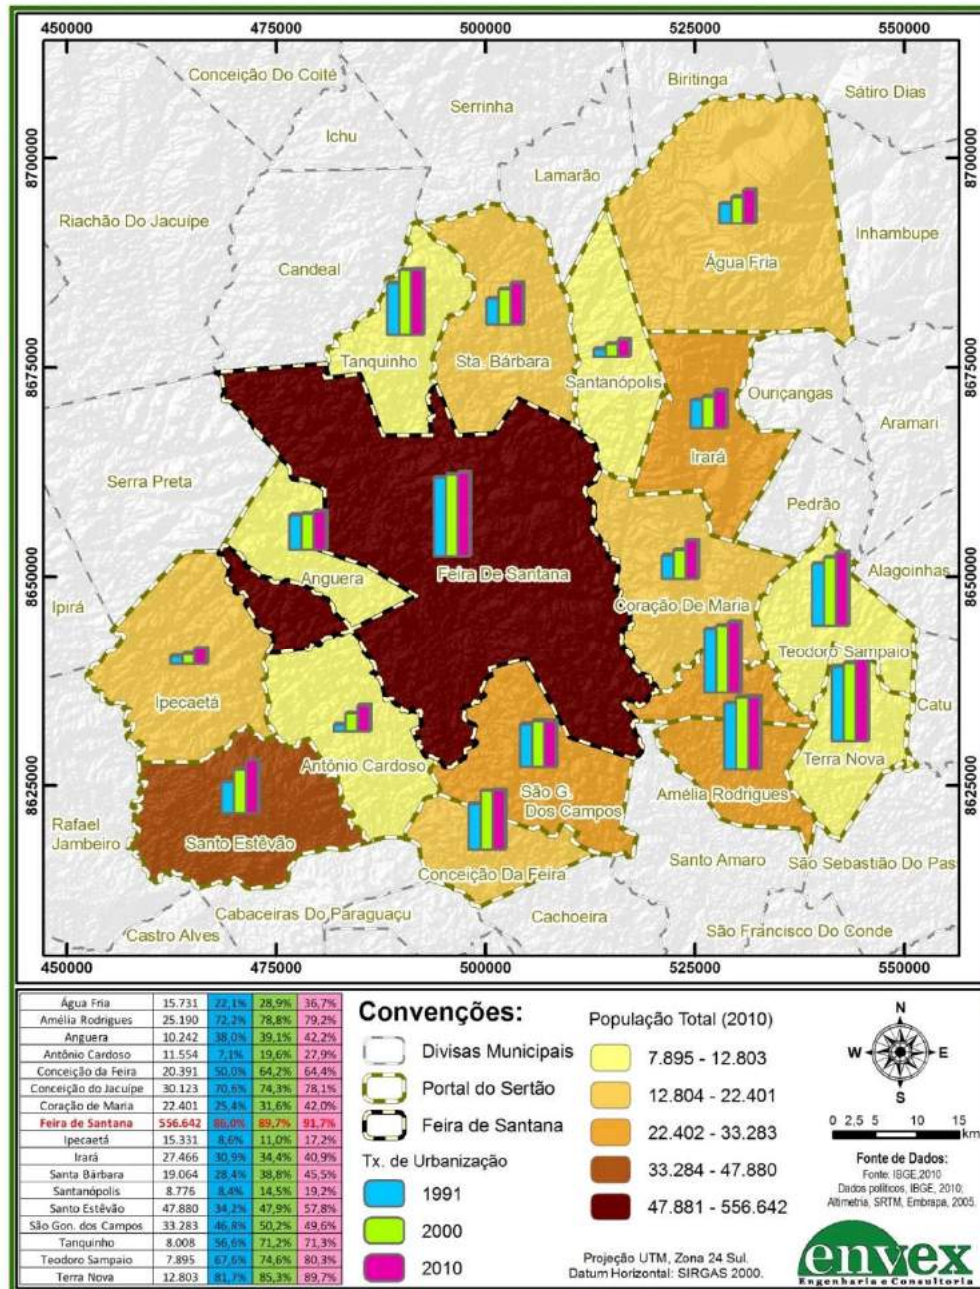 450000 475000 500000 525000 550000
Conceição Do Coité
Biritinga
Sátiro Dias
Serrinha
Ichu
8700000
8700000
Lamarão
Riachão Do Jacuípe
Inhambupe
Candeal
Água Fria
Tanquinho
Sta. Bárbara
8675000
8675000
Santanópolis
Ouriçangas
Aramari
Irará
Serra Preta
Pedrão
Anguera
Feira De Santana
8650000
8650000
Alagoinhas
Ipirá
Coração De Maria
Teodoro Sampaio
Ipecaetá
Catu
Antônio Cardoso
Terra Nova
8625000
8625000
São G.
Dos Campos
Amélia Rodrigues
Rafael
Jambeiro
Santo Estêvão
Conceição Da Feira
Santo Amaro
São Sebastião Do Pas
Cabaceiras Do Paraguaçu
Cachoeira
Castro Alves
São Francisco Do Conde
450000 475000 500000 525000 550000
Água Fria 15.731 22,1% 28,9% 36,7%
Amélia Rodrigues 25.190 72,2% 78,8% 79,2%
Anguera 10.242 38,0% 39,1% 42,2%
Antônio Cardoso 11.554 7,1% 19,6% 27,9%
Conceição da Feira 20.391 50,0% 64,2% 64,4%
Conceição do Jacuípe 30.123 70,6% 74,3% 78,1%
Coração de Maria 22.401 25,4% 31,6% 42,0%
Feira de Santana 556.642 86,0% 89,7% 91,7%
Ipecaetá 15.331 8,6% 11,0% 17,2%
Irará 27.466 30,9% 34,4% 40,9%
Santa Bárbara 19.064 28,4% 38,8% 45,5%
Santanópolis 8.776 8,4% 14,5% 19,2%
Santo Estêvão 47.880 34,2% 47,9% 57,8%
São Gon. dos Campos 33.283 46,8% 50,2% 49,6%
Tanquinho 8.008 56,6% 71,2% 71,3%
Teodoro Sampaio 7.895 67,6% 74,6% 80,3%
Terra Nova 12.803 81,7% 85,3% 89,7%
Convenções:
Divisas Municipais
Portal do Sertão
Feira de Santana
Tx. de Urbanização
1991
2000
2010
População Total (2010)
7.895 - 12.803
12.804 - 22.401
22.402 - 33.283
33.284 - 47.880
47.881 - 556.642
Projeção UTM, Zona 24 Sul.
Datum Horizontal: SIRGAS 2000.
N
W E
S
0 2,5 5 10 15
km
Fonte de Dados:
Fonte: IBGE,2010
Dados políticos, IBGE, 2010;
Altimetria, SRTM, Embrapa, 2005.
envex
Engenharia e Consultoria